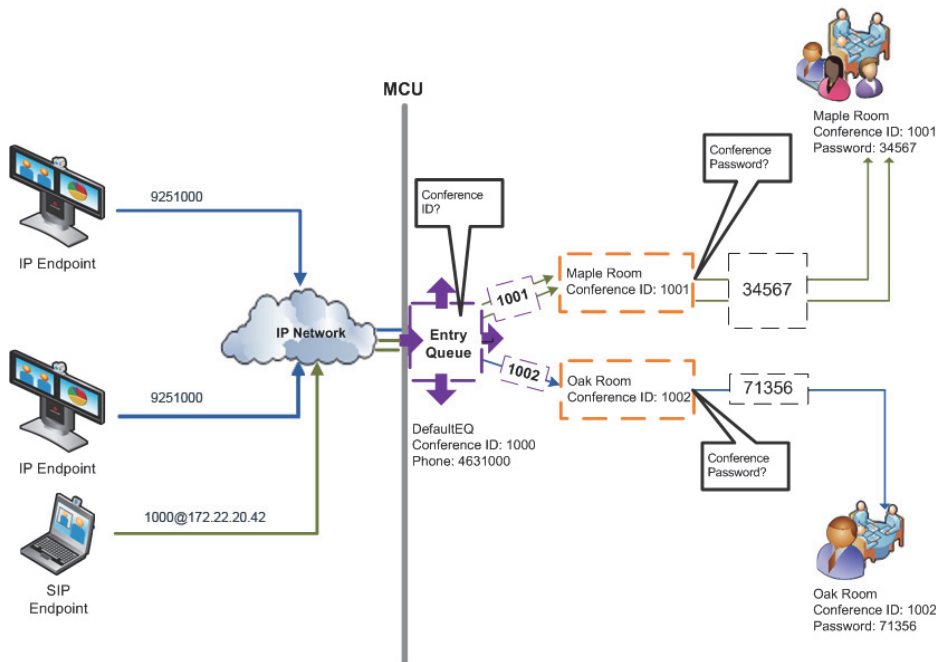 MCU
Maple Room
Conference ID: 1001
Password: 34567
Conference
Password?
9251000
Conference
ID?
IP Endpoint
1001
Maple Room
Conference ID: 1001
34567
IP Network
Entry
Queue
1002
Oak Room
Conference ID: 1002
71356
9251000
DefaultEQ
Conference ID: 1000
Phone: 4631000
Conference
Password?
IP Endpoint
1000@172.22.20.42
SIP
Endpoint
Oak Room
Conference ID: 1002
Password: 71356